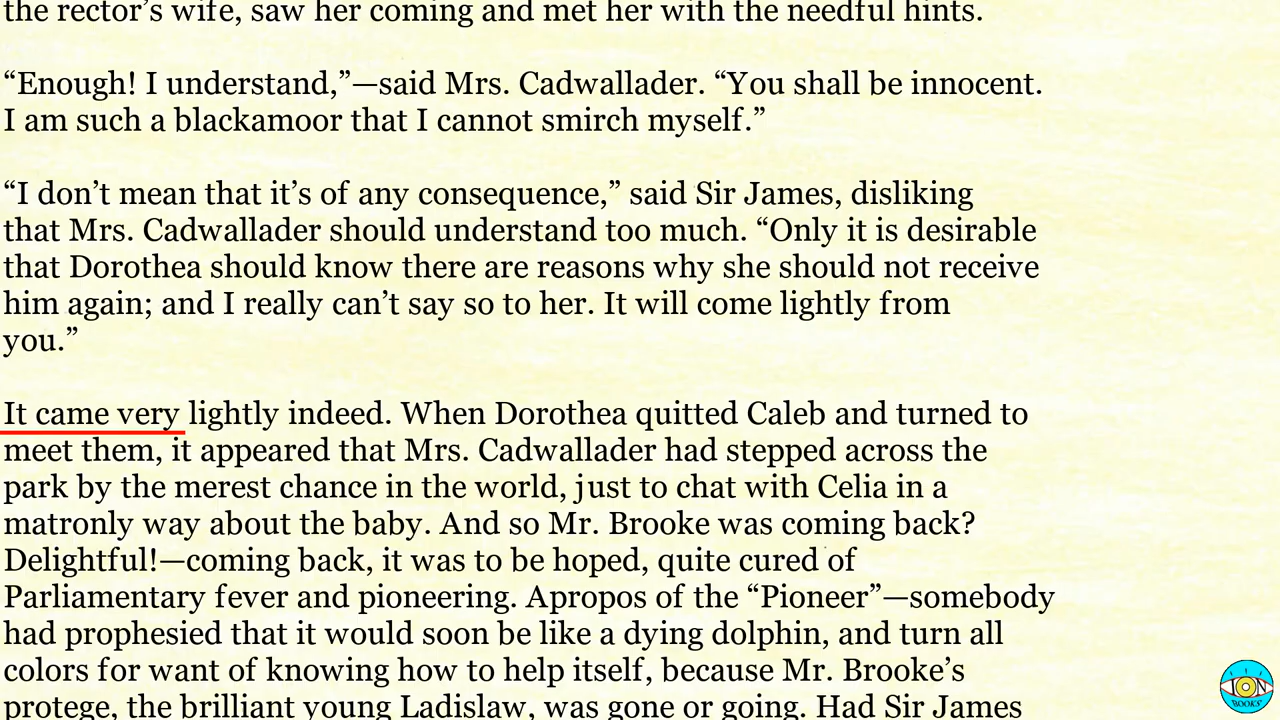 the rector’s wife, saw her coming and met her with the needful hints.
“Enough! I understand,”—said Mrs. Cadwallader. “You shall be innocent.
I am such a blackamoor that I cannot smirch myself.”
“I don’t mean that it’s of any consequence,” said Sir James, disliking
that Mrs. Cadwallader should understand too much. “Only it is desirable
that Dorothea should know there are reasons why she should not receive
him again; and I really can’t say so to her. It will come lightly from
you.”
It came very lightly indeed. When Dorothea quitted Caleb and turned to
meet them, it appeared that Mrs. Cadwallader had stepped across the
park by the merest chance in the world, just to chat with Celia in a
matronly way about the baby. And so Mr. Brooke was coming back?
Delightful!—coming back, it was to be hoped, quite cured of
Parliamentary fever and pioneering. Apropos of the “Pioneer”—somebody
had prophesied that it would soon be like a dying dolphin, and turn all
colors for want of knowing how to help itself, because Mr. Brooke’s
protege, the brilliant young Ladislaw, was gone or going. Had Sir James
ION
BOOKS